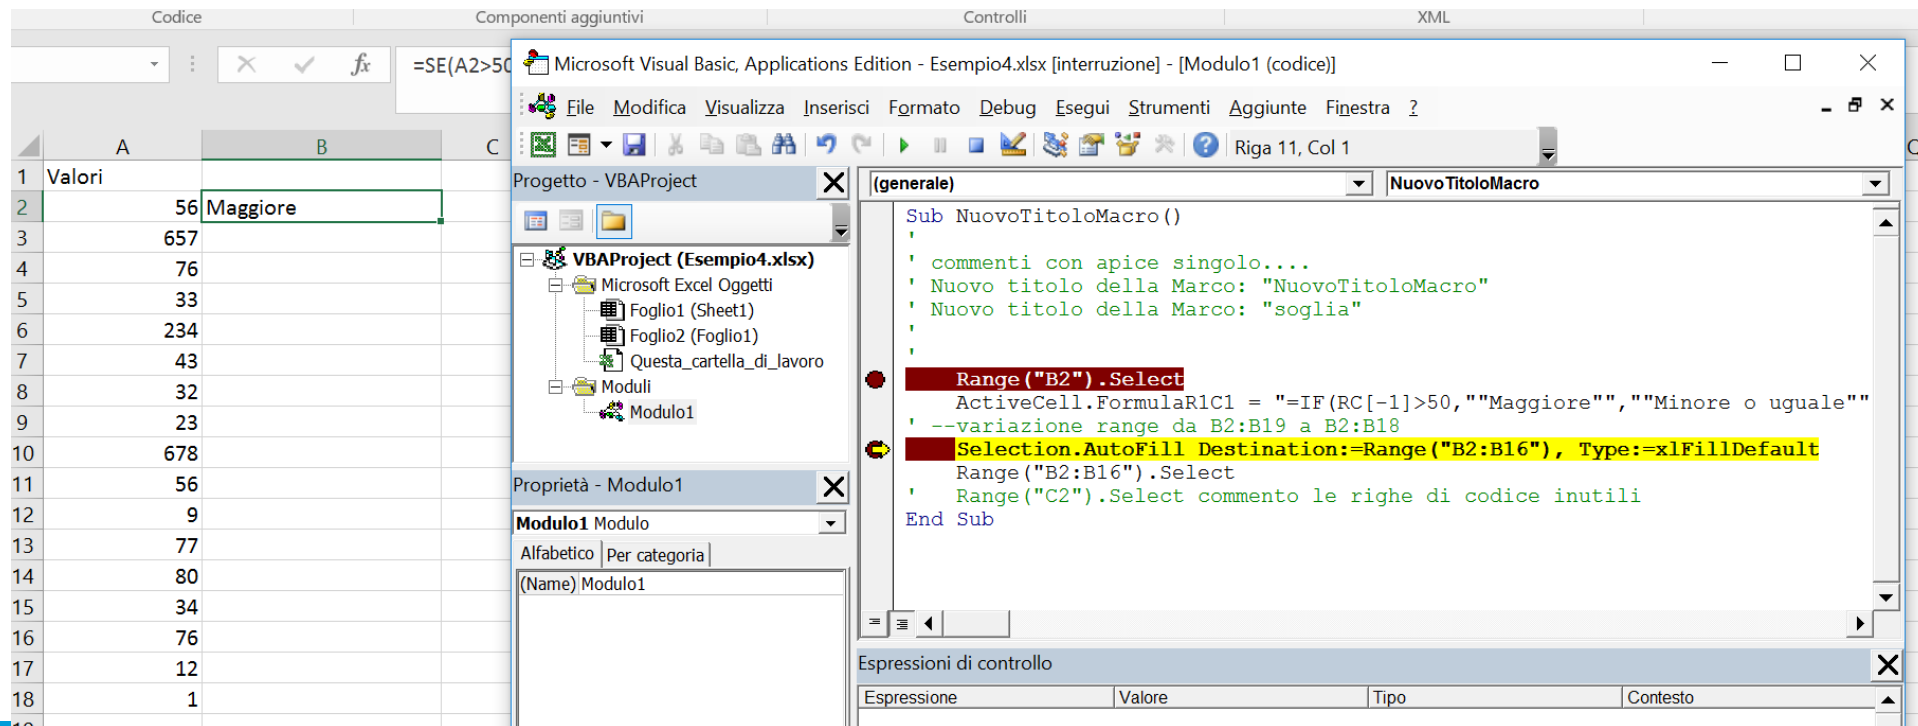 Codice Componenti aggiuntivi Controlli XML
fx =SE(A2>50
Microsoft Visual Basic, Applications Edition - Esempio4.xlsx [interruzione] - [Modulo1 (codice)]
File Modifica Visualizza Inserisci Formato Debug Esegui Strumenti Aggiunte Finestra ?
Riga 11, Col 1
A B C
1 Valori
2 56 Maggiore
3 657
4 76
5 33
6 234
7 43
8 32
9 23
10 678
11 56
12 9
13 77
14 80
15 34
16 76
17 12
18 1
Progetto - VBAProject
VBAProject (Esempio4.xlsx)
Microsoft Excel Oggetti
Foglio1 (Sheet1)
Foglio2 (Foglio1)
Questa_cartella_di_lavoro
Moduli
Modulo1
Proprietà - Modulo1
Modulo1 Modulo
Alfabetico Per categoria
(Name) Modulo1
(generale) NuovoTitoloMacro
Sub NuovoTitoloMacro()
'
' commenti con apice singolo....
' Nuovo titolo della Marco: "NuovoTitoloMacro"
' Nuovo titolo della Marco: "soglia"
'
'
Range("B2").Select
ActiveCell.FormulaR1C1 = "=IF(RC[-1]>50,""Maggiore"",""Minore o uguale""
' --variazione range da B2:B19 a B2:B18
Selection.AutoFill Destination:=Range("B2:B16"), Type:=xlFillDefault
Range("B2:B16").Select
' Range("C2").Select commento le righe di codice inutili
End Sub
Espressioni di controllo
Espressione Valore Tipo Contesto